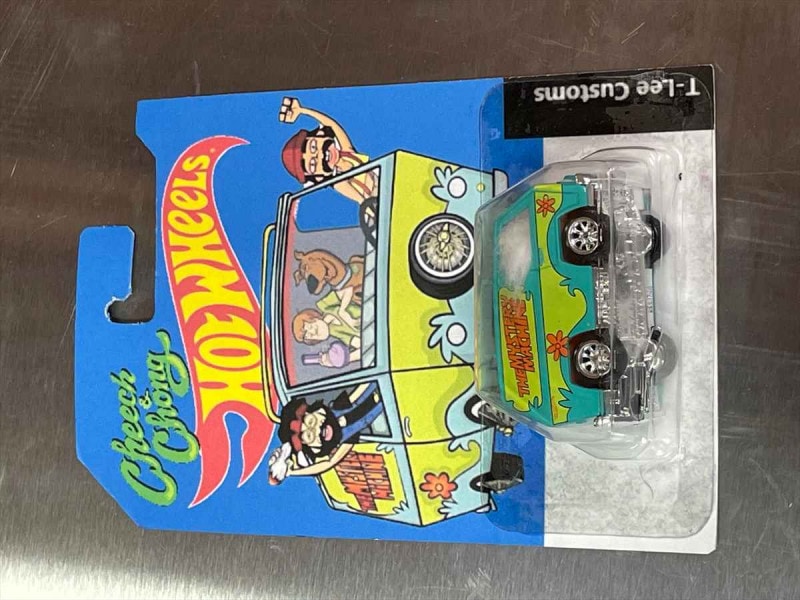 Cheech
&
Chong
HOT WHEELS
THE
MYSTERY
MACHINE
THE
MYSTERY
MACHINE
T-Lee Customs